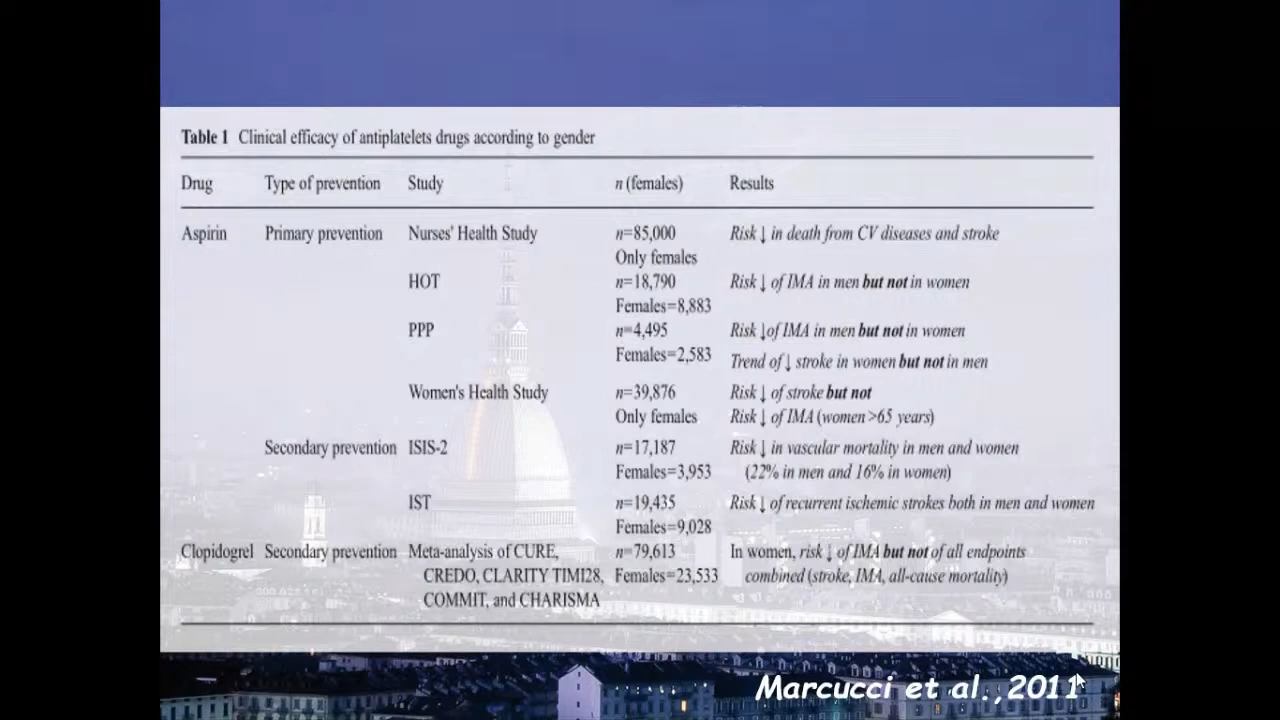 Table 1 Clinical efficacy of antiplatelets drugs according to gender
Drug Type of prevention Study n (females) Results
Aspirin Primary prevention Nurses' Health Study n=85,000 Risk ↓ in death from CV diseases and stroke
Only females
HOT n=18,790 Risk ↓ of IMA in men but not in women
Females=8,883
PPP n=4,495 Risk ↓of IMA in men but not in women
Females=2,583 Trend of ↓ stroke in women but not in men
Women's Health Study n=39,876 Risk ↓ of stroke but not
Only females Risk ↓ of IMA (women >65 years)
Secondary prevention ISIS-2 n=17,187 Risk ↓ in vascular mortality in men and women
Females=3,953 (22% in men and 16% in women)
IST n=19,435 Risk ↓ of recurrent ischemic strokes both in men and women
Females=9,028
Clopidogrel Secondary prevention Meta-analysis of CURE, n=79,613 In women, risk ↓ of IMA but not of all endpoints
CREDO, CLARITY TIMI28, Females=23,533 combined (stroke, IMA, all-cause mortality)
COMMIT, and CHARISMA
Marcucci et al., 2011